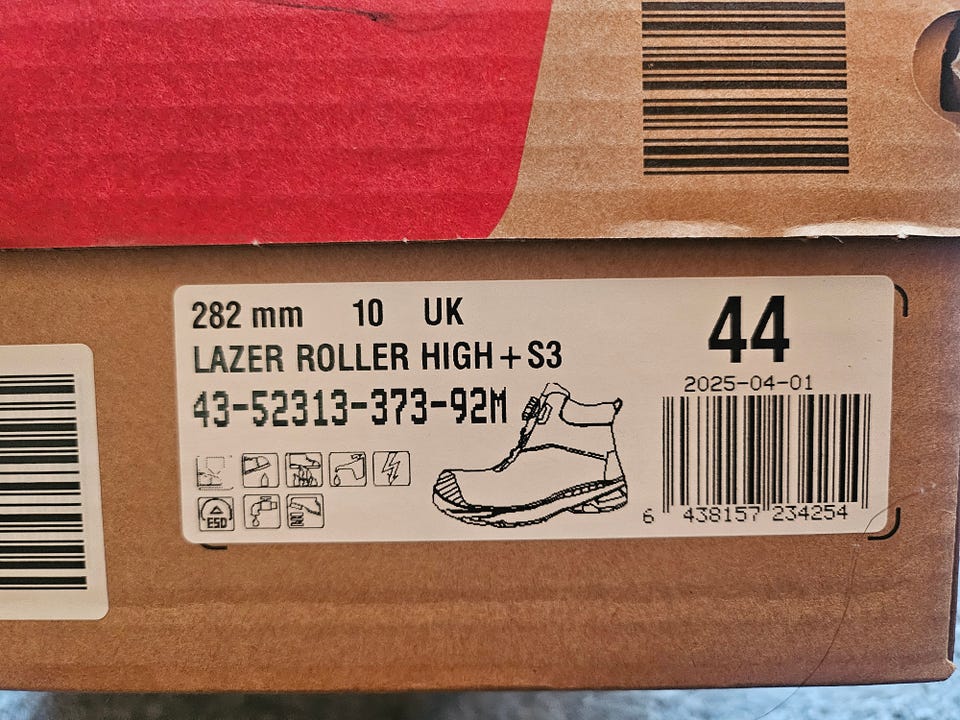 282 mm 10 UK
44
LAZER ROLLER HIGH + S3
2025-04-01
43-52313-373-92M
ESD
6 438157 234254